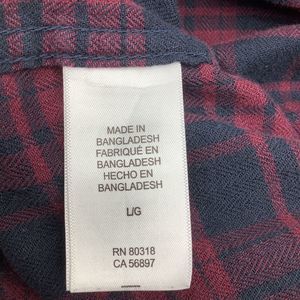 MADE IN
BANGLADESH
FABRIQUÉ EN
BANGLADESH
HECHO EN
BANGLADESH
L/G
RN 80318
CA 56897